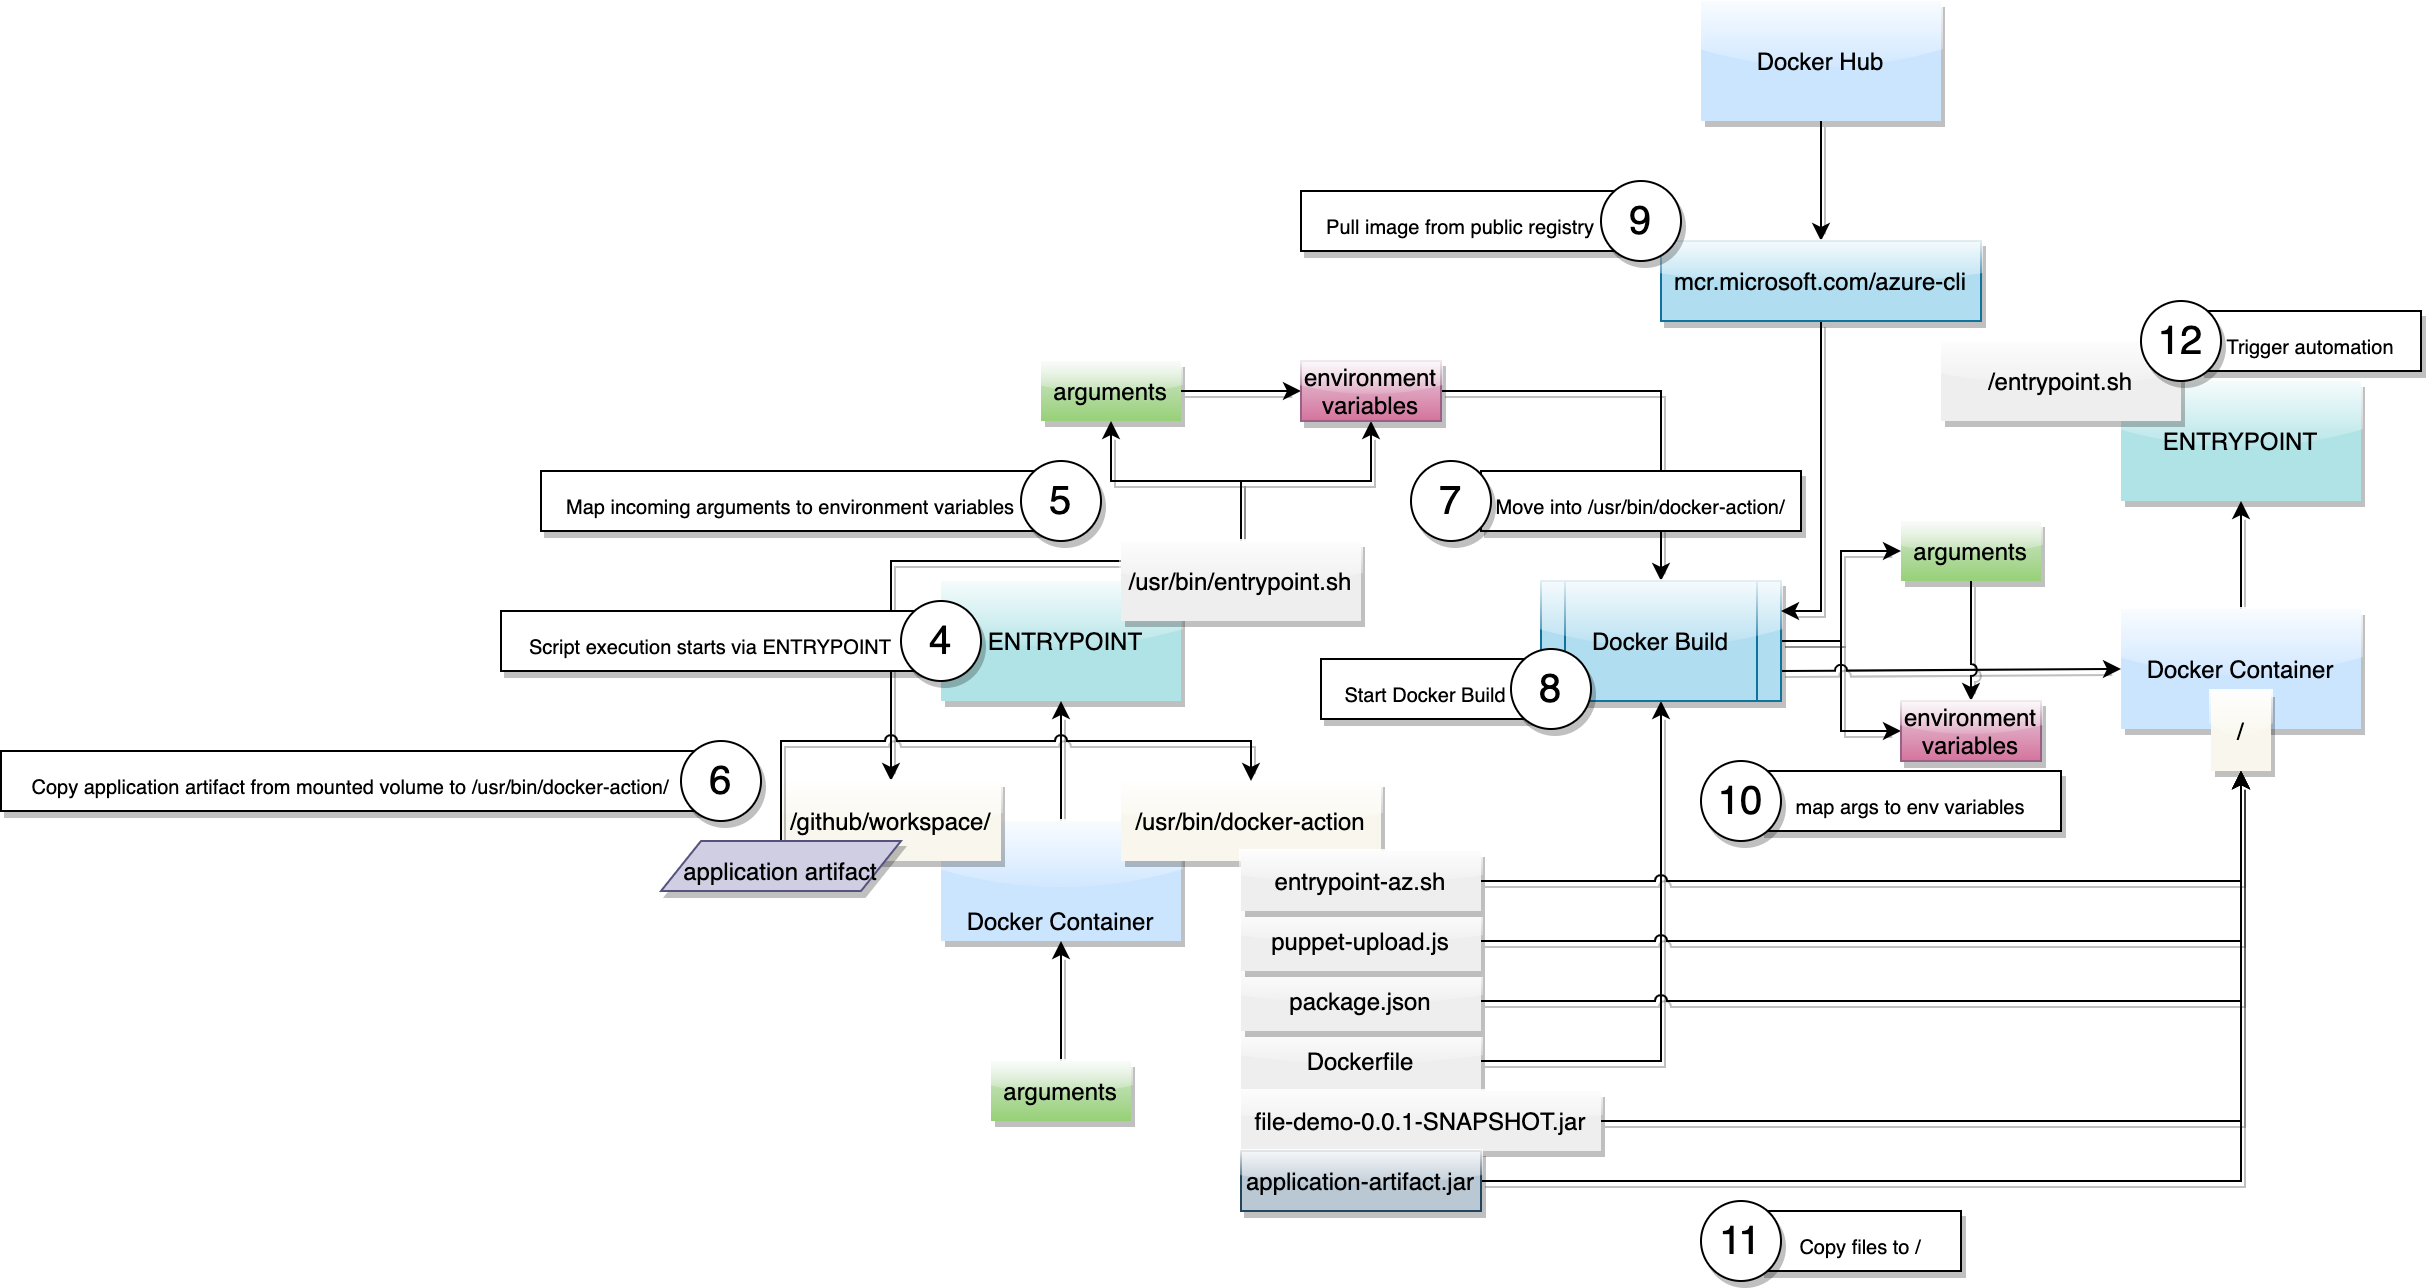 Docker Hub
9
Pull image from public registry
mcr.microsoft.com/azure-cli
12
Trigger automation
/entrypoint.sh
ENTRYPOINT
arguments
environment
variables
5
Map incoming arguments to environment variables
7
Move into /usr/bin/docker-action/
arguments
/usr/bin/entrypoint.sh
4
Script execution starts via ENTRYPOINT
ENTRYPOINT
Docker Build
8
Start Docker Build
Docker Container
/
environment
variables
10
map args to env variables
6
Copy application artifact from mounted volume to /usr/bin/docker-action/
/github/workspace/
/usr/bin/docker-action
application artifact
Docker Container
entrypoint-az.sh
puppet-upload.js
package.json
Dockerfile
arguments
file-demo-0.0.1-SNAPSHOT.jar
application-artifact.jar
11
Copy files to /